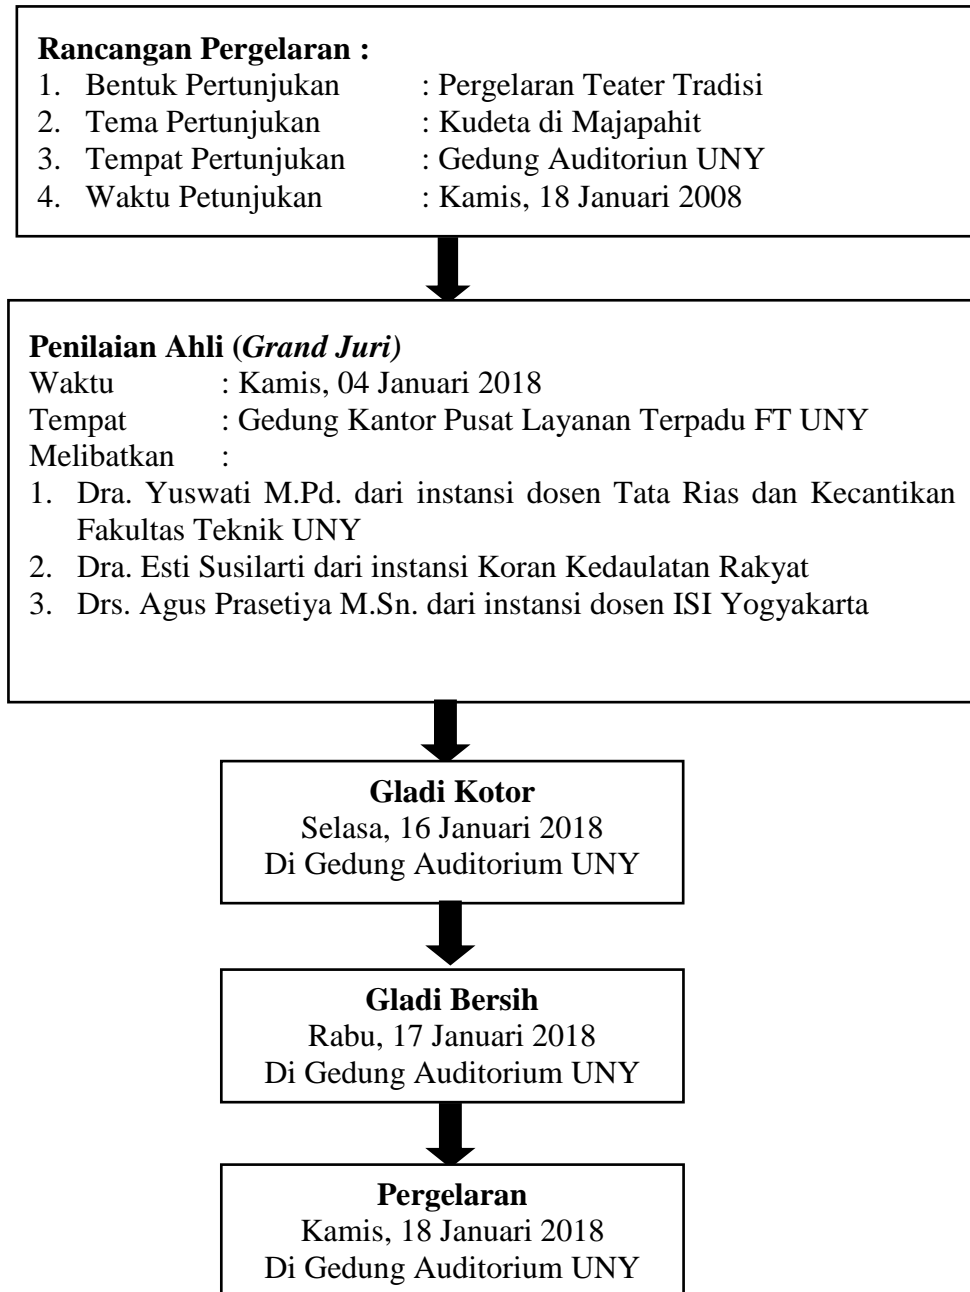 Rancangan Pergelaran :
1. Bentuk Pertunjukan : Pergelaran Teater Tradisi
2. Tema Pertunjukan : Kudeta di Majapahit
3. Tempat Pertunjukan : Gedung Auditoriun UNY
4. Waktu Petunjukan : Kamis, 18 Januari 2008
Penilaian Ahli (Grand Juri)
Waktu : Kamis, 04 Januari 2018
Tempat : Gedung Kantor Pusat Layanan Terpadu FT UNY
Melibatkan :
1. Dra. Yuswati M.Pd. dari instansi dosen Tata Rias dan Kecantikan
Fakultas Teknik UNY
2. Dra. Esti Susilarti dari instansi Koran Kedaulatan Rakyat
3. Drs. Agus Prasetiya M.Sn. dari instansi dosen ISI Yogyakarta
Gladi Kotor
Selasa, 16 Januari 2018
Di Gedung Auditorium UNY
Gladi Bersih
Rabu, 17 Januari 2018
Di Gedung Auditorium UNY
Pergelaran
Kamis, 18 Januari 2018
Di Gedung Auditorium UNY